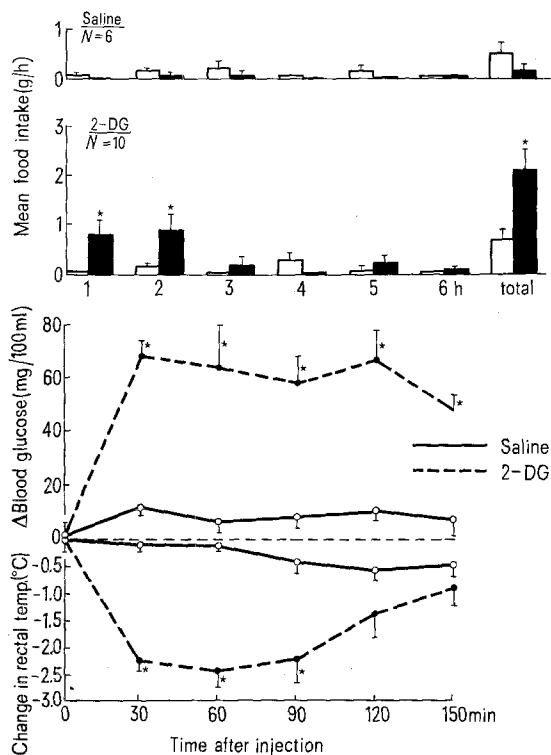 Saline
N=6
Mean food intake(g/h)
1
0
2-DG
N=10
3
2
1
0
*
*
*
1 2 3 4 5 6 h total
ΔBlood glucose(mg/100ml)
80
60
40
20
0
*
*
*
*
*
Saline
2-DG
Change in rectal temp.(°C)
-0.5
-1.0
-1.5
-2.0
-2.5
-3.0
*
*
*
0 30 60 90 120 150min
Time after injection